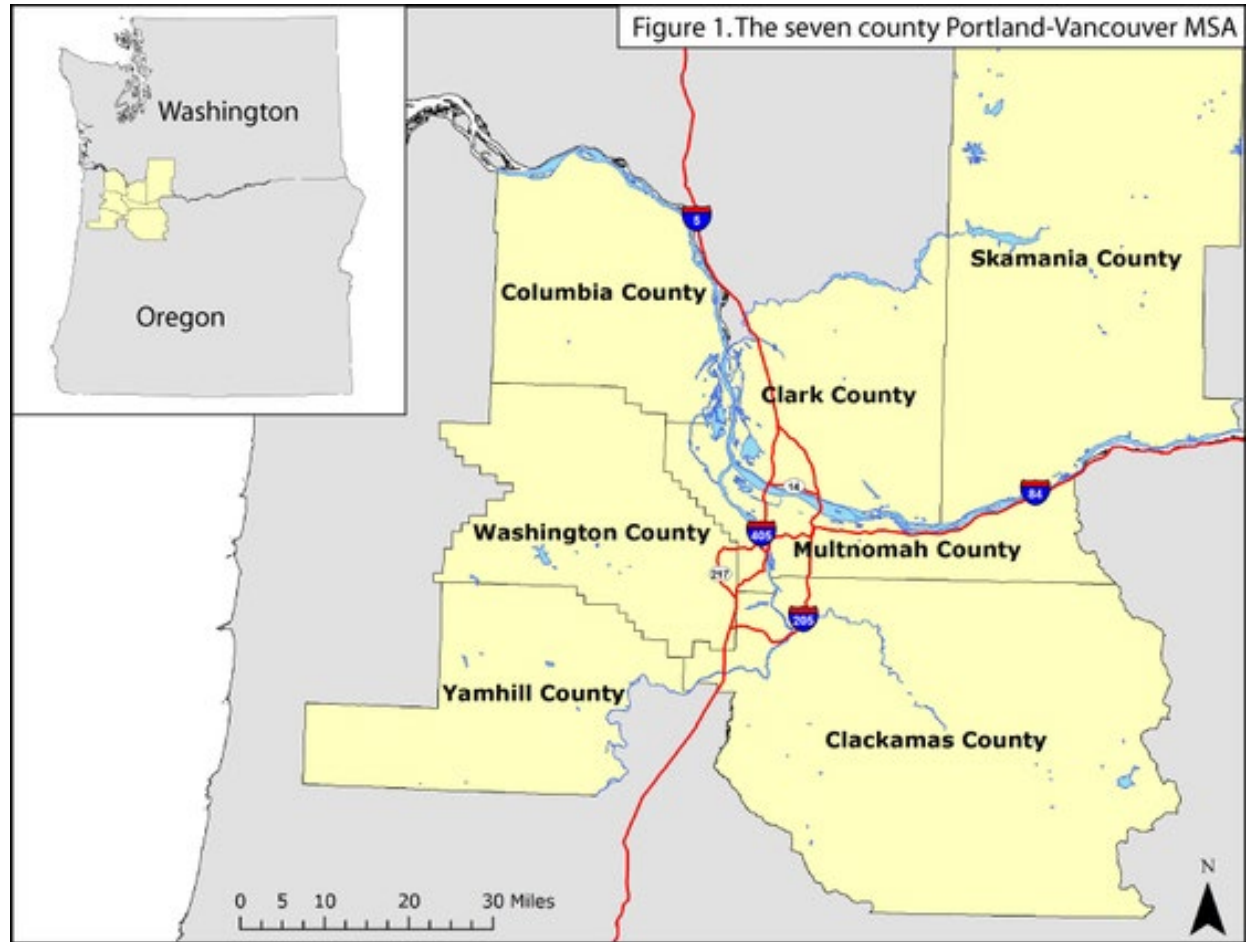 Figure 1. The seven county Portland-Vancouver MSA
Washington
Oregon
5
Skamania County
Columbia County
Clark County
14
84
Washington County
405
Multnomah County
217
205
Yamhill County
Clackamas County
N
0 5 10 20 30 Miles